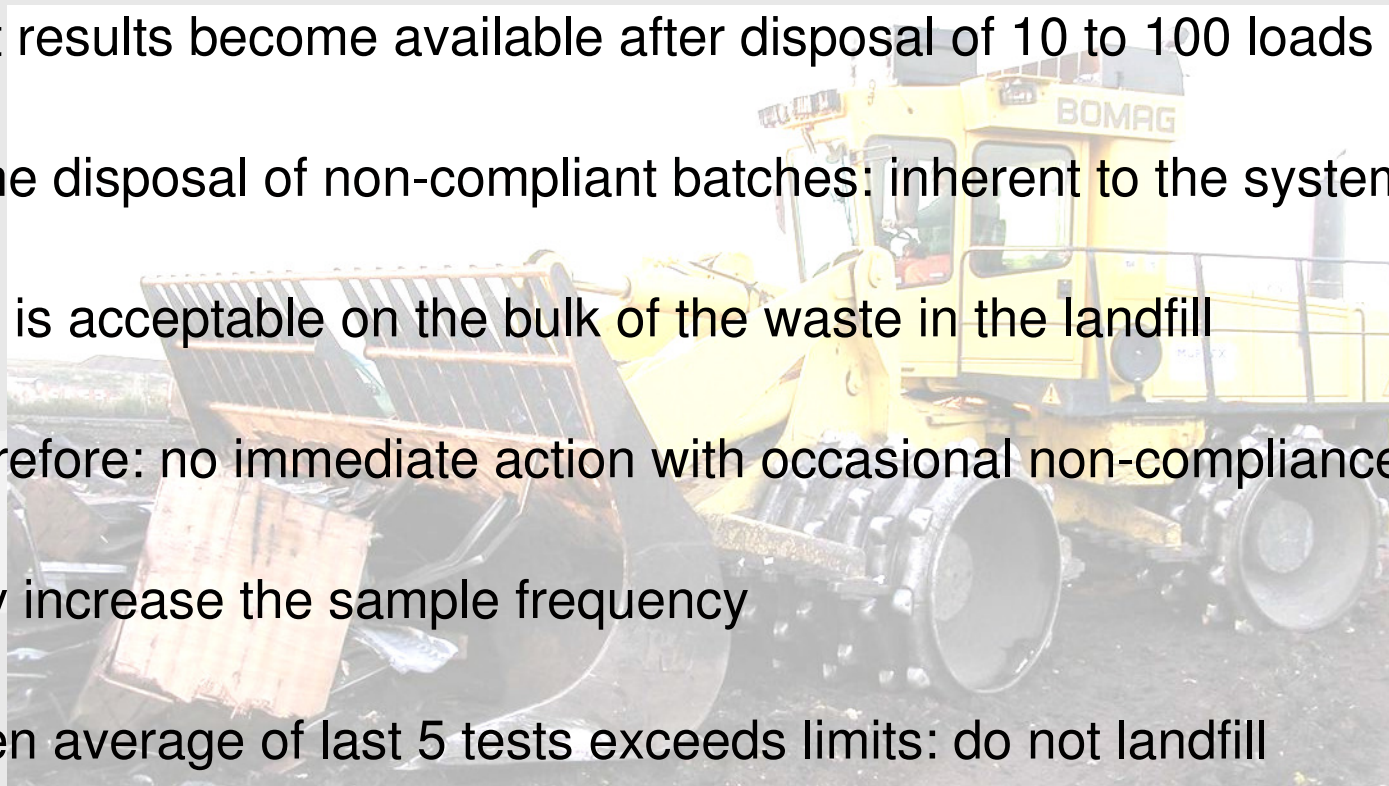 results become available after disposal of 10 to 100 loads
BOMAG
disposal of non-compliant batches: inherent to the system
is acceptable on the bulk of the waste in the landfill
refore: no immediate action with occasional non-compliance
increase the sample frequency
en average of last 5 tests exceeds limits: do not landfill